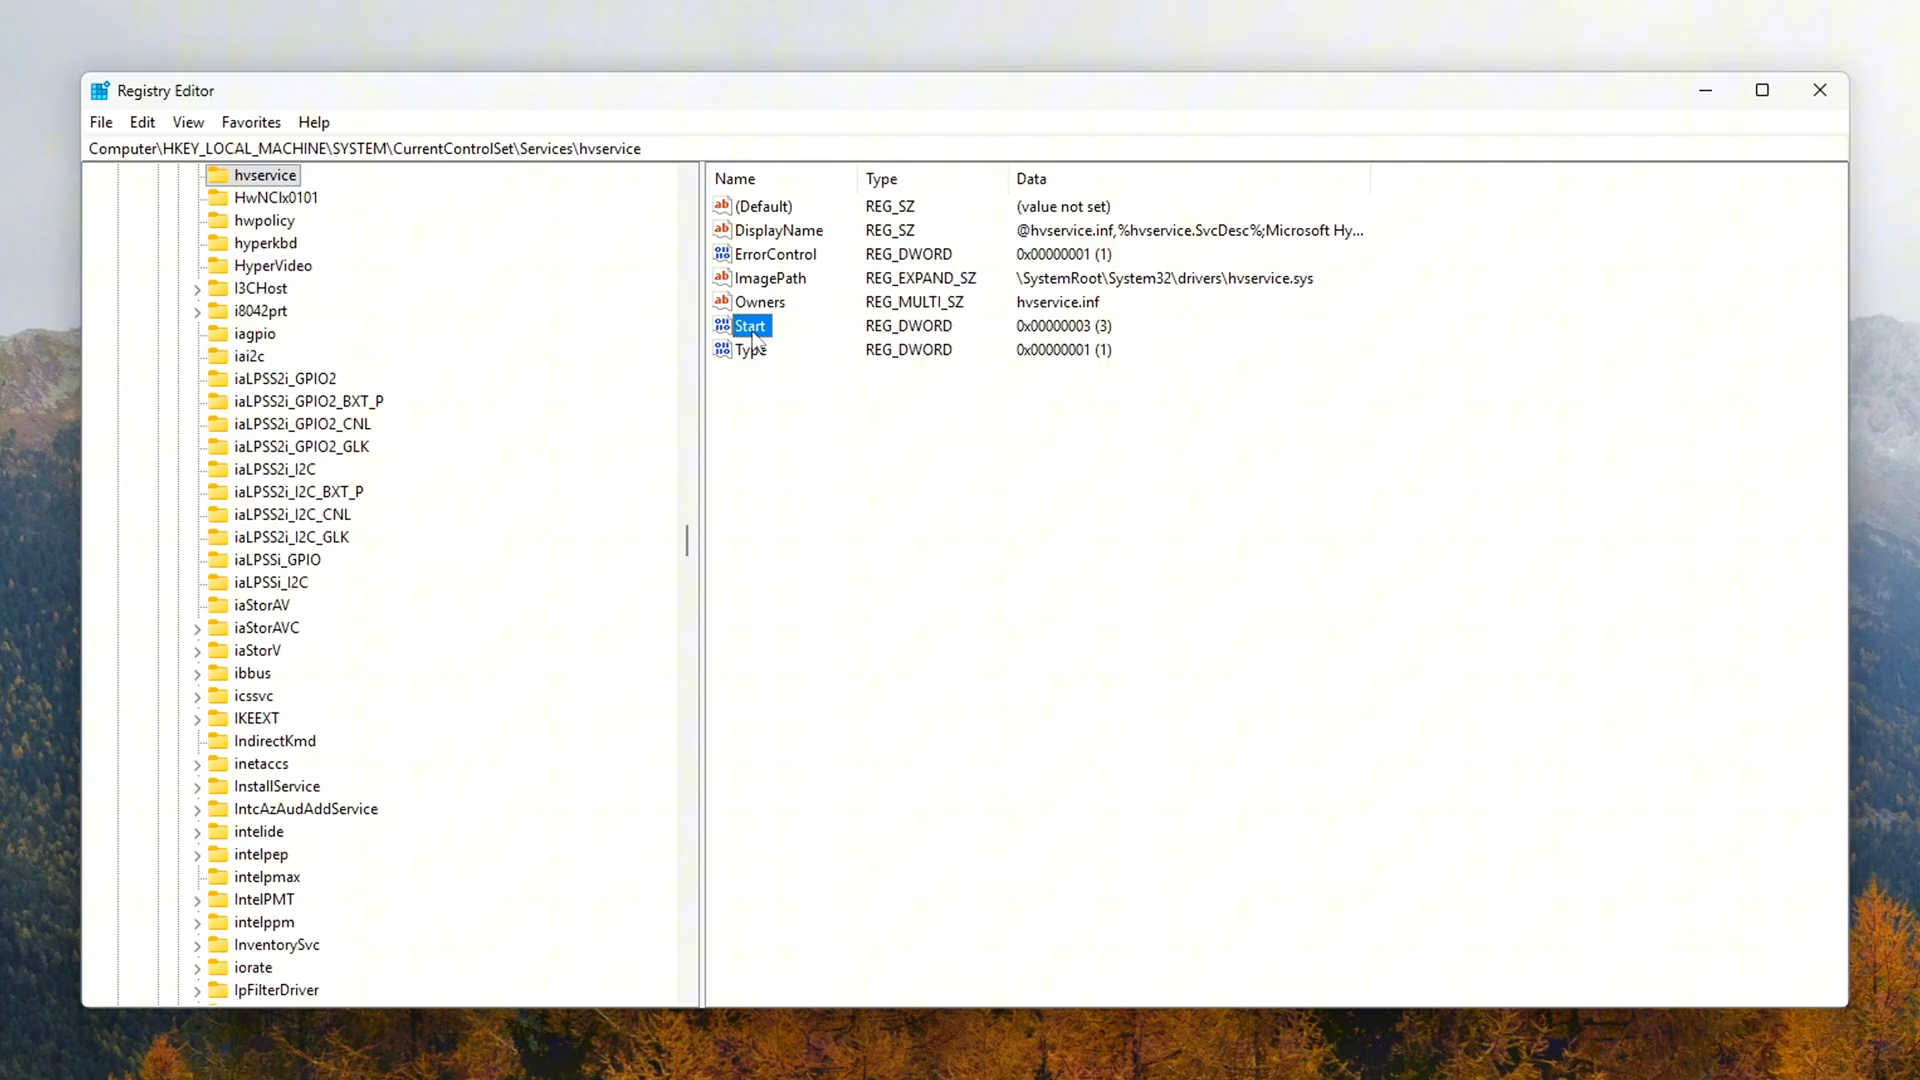 Registry Editor
File Edit View Favorites Help
Computer\HKEY_LOCAL_MACHINE\SYSTEM\CurrentControlSet\Services\hvservice
hvservice
HwNClx0101
hwpolicy
hyperkbd
HyperVideo
I3CHost
i8042prt
iagpio
iai2c
iaLPSS2i_GPIO2
iaLPSS2i_GPIO2_BXT_P
iaLPSS2i_GPIO2_CNL
iaLPSS2i_GPIO2_GLK
iaLPSS2i_I2C
iaLPSS2i_I2C_BXT_P
iaLPSS2i_I2C_CNL
iaLPSS2i_I2C_GLK
iaLPSSi_GPIO
iaLPSSi_I2C
iaStorAV
iaStorAVC
iaStorV
ibbus
icssvc
IKEEXT
IndirectKmd
inetaccs
InstallService
IntcAzAudAddService
intelide
intelpep
intelpmax
IntelPMT
intelppm
InventorySvc
iorate
IpFilterDriver
Name Type Data
(Default) REG_SZ (value not set)
DisplayName REG_SZ @hvservice.inf,%hvservice.SvcDesc%;Microsoft Hy...
ErrorControl REG_DWORD 0x00000001 (1)
ImagePath REG_EXPAND_SZ \SystemRoot\System32\drivers\hvservice.sys
Owners REG_MULTI_SZ hvservice.inf
Start REG_DWORD 0x00000003 (3)
Type REG_DWORD 0x00000001 (1)